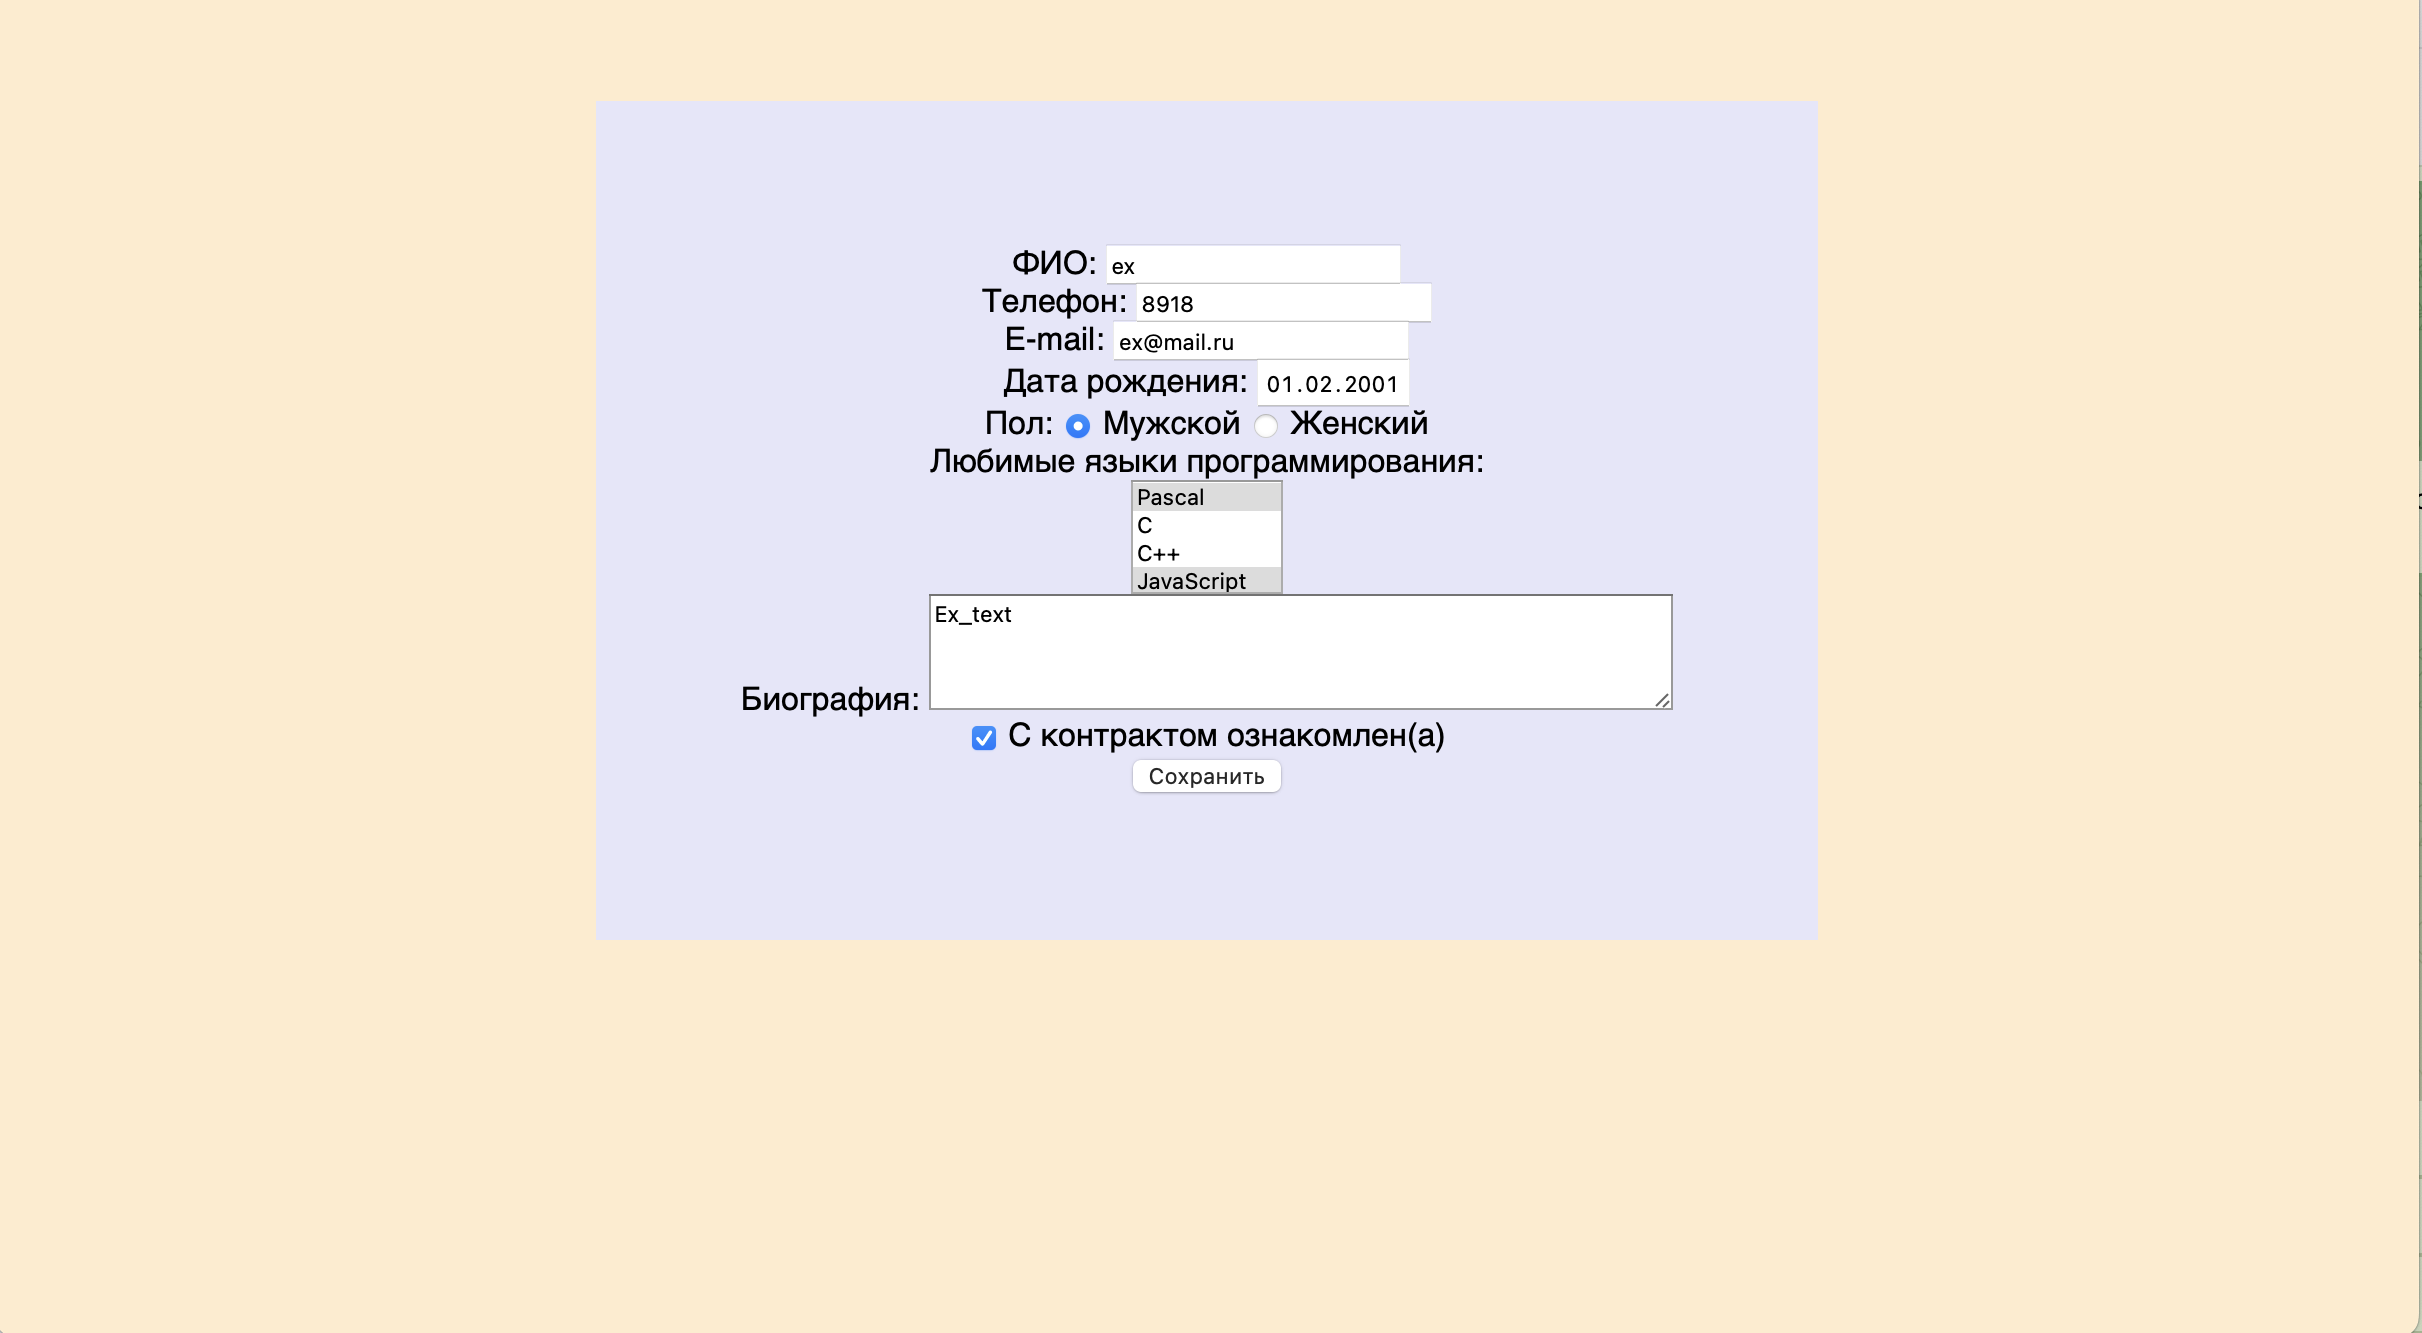 ФИО: ex
Телефон: 8918
E-mail: ex@mail.ru
Дата рождения: 01.02.2001
Пол: Мужской Женский
Любимые языки программирования:
Pascal
C
C++
JavaScript
Ex_text
Биография:
С контрактом ознакомлен(а)
Сохранить